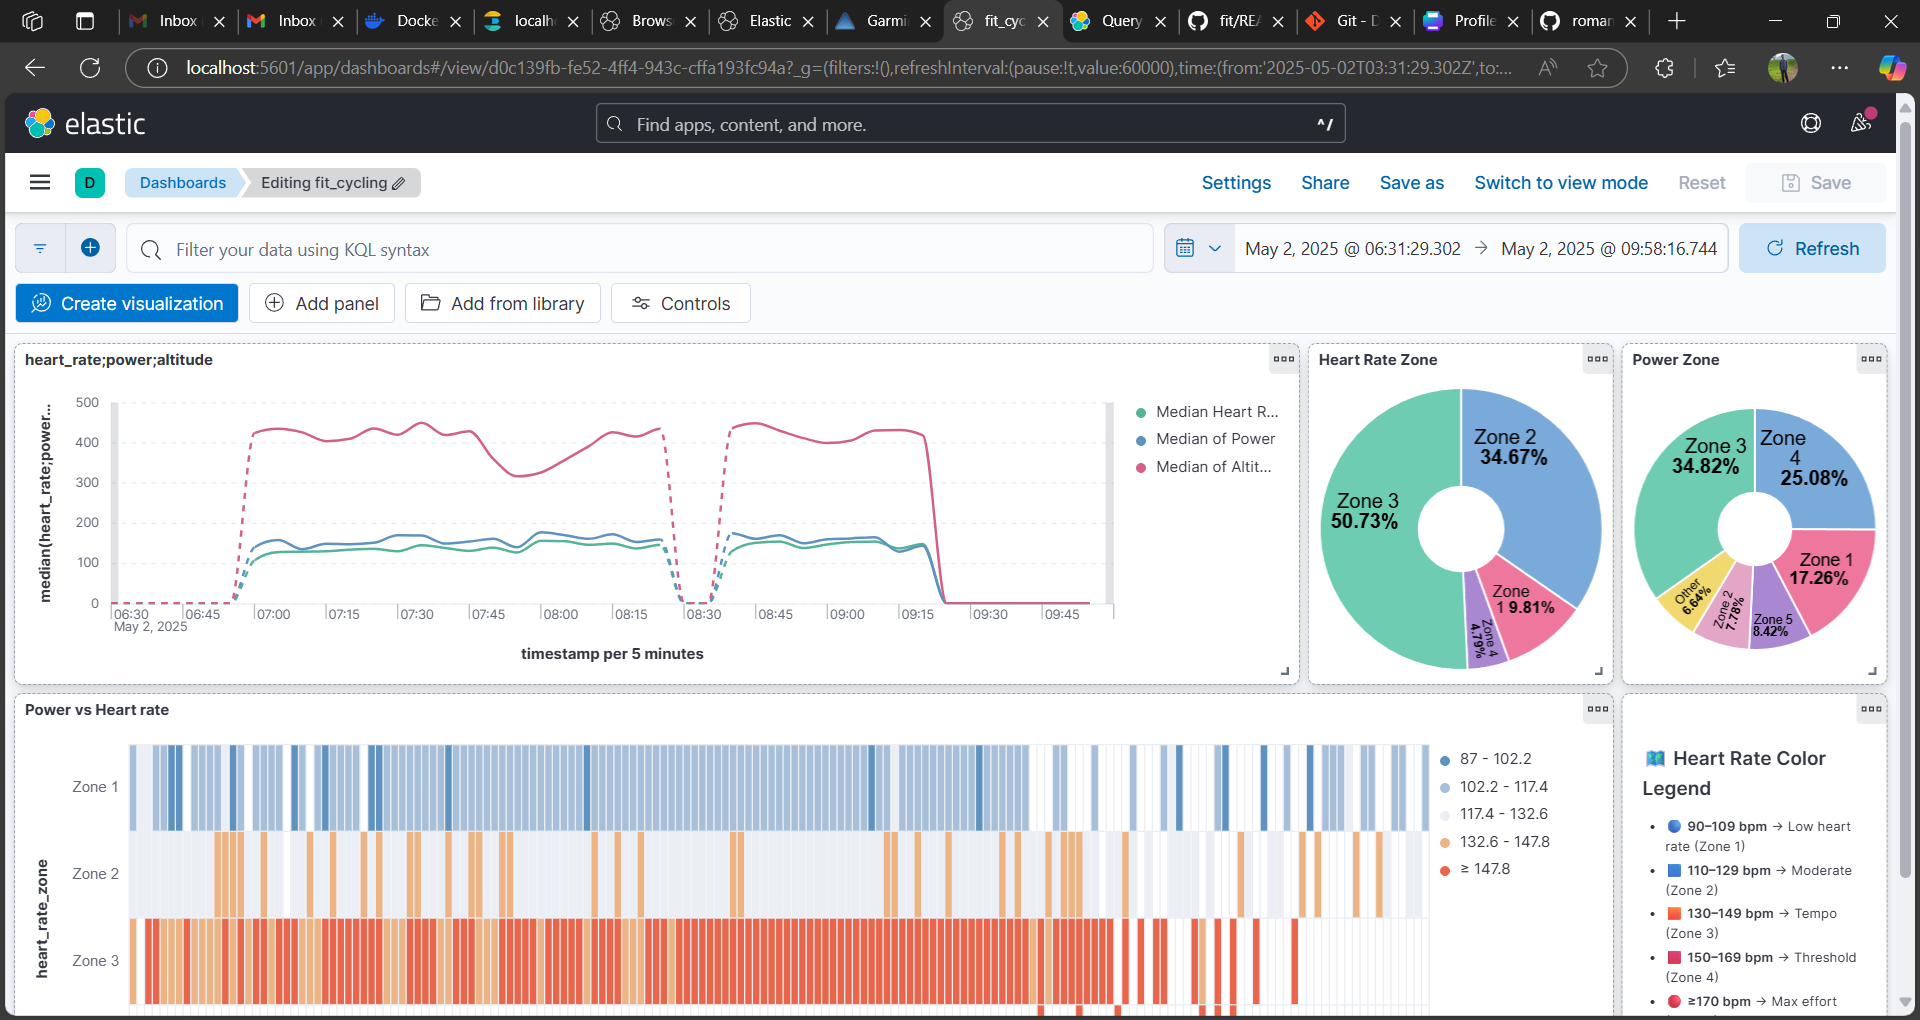 Inbox
Inbox
Docke
localh
Brows
Elastic
Garmi
fit_cyc
Query
fit/REA
Git - D
Profile
roman
localhost:5601/app/dashboards#/view/d0c139fb-fe52-4ff4-943c-cffa193fc94a?_g=(filters:!(),refreshInterval:(pause:!t,value:60000),time:(from:'2025-05-02T03:31:29.302Z',to:...
elastic
Find apps, content, and more.
^/
D
Dashboards
Editing fit_cycling
Settings
Share
Save as
Switch to view mode
Reset
Save
Filter your data using KQL syntax
May 2, 2025 @ 06:31:29.302 → May 2, 2025 @ 09:58:16.744
Refresh
Create visualization
Add panel
Add from library
Controls
heart_rate;power;altitude
median(heart_rate;power...
500
400
300
200
100
0
06:30
06:45
07:00
07:15
07:30
07:45
08:00
08:15
08:30
08:45
09:00
09:15
09:30
09:45
May 2, 2025
timestamp per 5 minutes
Median Heart R...
Median of Power
Median of Altit...
Heart Rate Zone
Zone 2
34.67%
Zone 3
50.73%
Zone
1 9.81%
Zone 4
4.79%
Power Zone
Zone 3
34.82%
Zone
4
25.08%
Zone 1
17.26%
Other
6.64%
Zone 2
7.78%
Zone 5
8.42%
Power vs Heart rate
heart_rate_zone
Zone 1
Zone 2
Zone 3
87 - 102.2
102.2 - 117.4
117.4 - 132.6
132.6 - 147.8
≥ 147.8
Heart Rate Color
Legend
• 90–109 bpm → Low heart
rate (Zone 1)
• 110–129 bpm → Moderate
(Zone 2)
• 130–149 bpm → Tempo
(Zone 3)
• 150–169 bpm → Threshold
(Zone 4)
• ≥170 bpm → Max effort